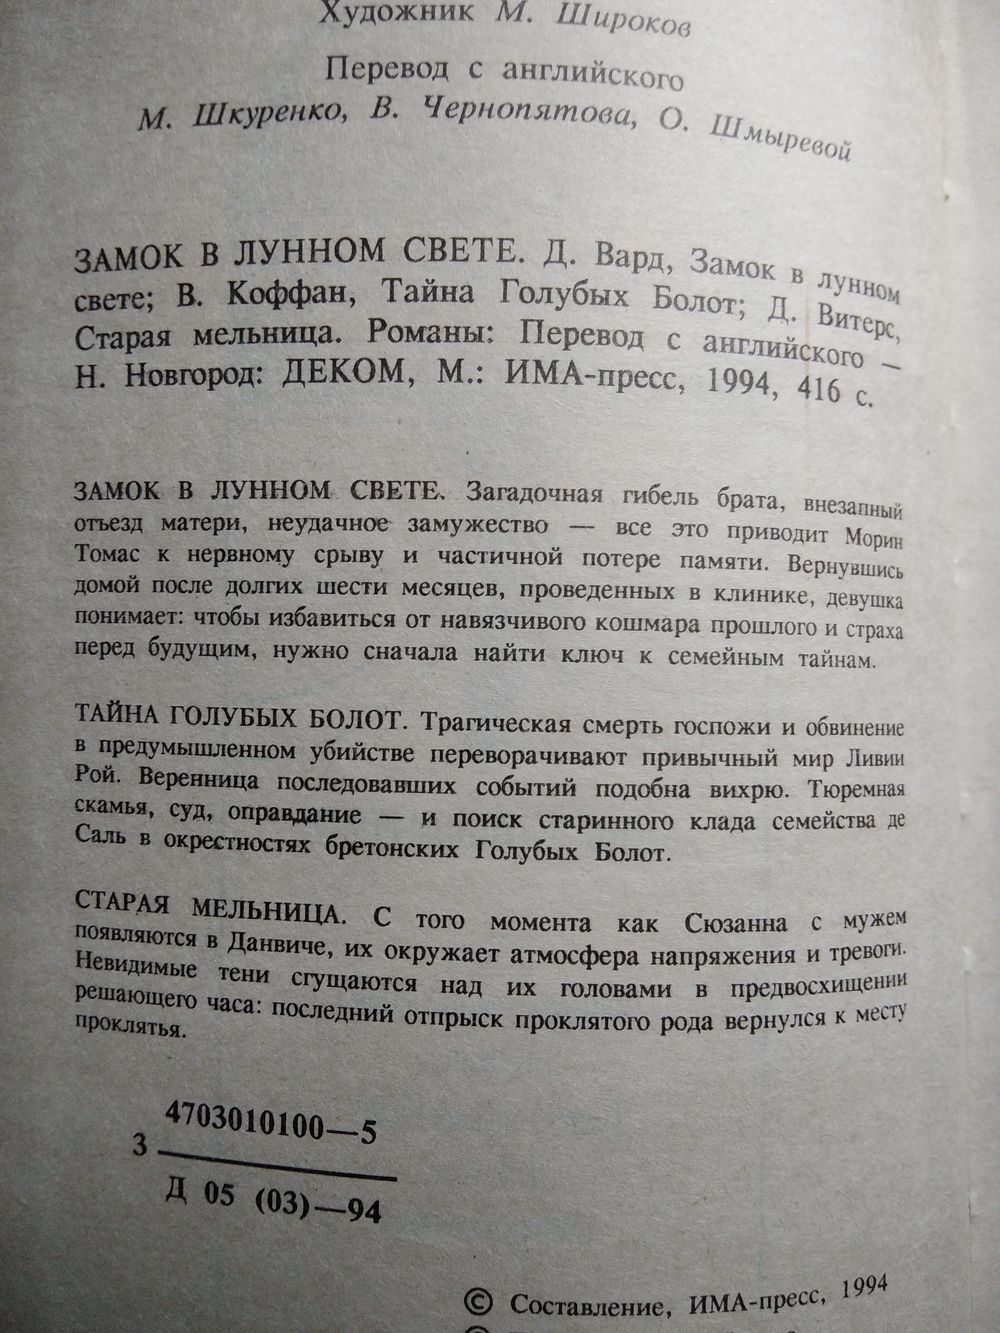 Художник М. Широков
Перевод с английского
М. Шкуренко, В. Чернопятова, О. Шмыревой
ЗАМОК В ЛУННОМ СВЕТЕ. Д. Вард, Замок в лунном
свете; В. Коффан, Тайна Голубых Болот; Д. Витерс,
Старая мельница. Романы: Перевод с английского —
Н. Новгород: ДЕКОМ, М.: ИМА-пресс, 1994, 416 с.
ЗАМОК В ЛУННОМ СВЕТЕ. Загадочная гибель брата, внезапный
отъезд матери, неудачное замужество — все это приводит Морин
Томас к нервному срыву и частичной потере памяти. Вернувшись
домой после долгих шести месяцев, проведенных в клинике, девушка
понимает: чтобы избавиться от навязчивого кошмара прошлого и страха
перед будущим, нужно сначала найти ключ к семейным тайнам.
ТАЙНА ГОЛУБЫХ БОЛОТ. Трагическая смерть госпожи и обвинение
в предумышленном убийстве переворачивают привычный мир Ливии
Рой. Веренница последовавших событий подобна вихрю. Тюремная
скамья, суд, оправдание — и поиск старинного клада семейства де
Саль в окрестностях бретонских Голубых Болот.
СТАРАЯ МЕЛЬНИЦА. С того момента как Сюзанна с мужем
появляются в Данвиче, их окружает атмосфера напряжения и тревоги.
Невидимые тени сгущаются над их головами в предвосхищении
решающего часа: последний отпрыск проклятого рода вернулся к месту
проклятья.
4703010100—5
З
Д 05 (03)—94
© Составление, ИМА-пресс, 1994